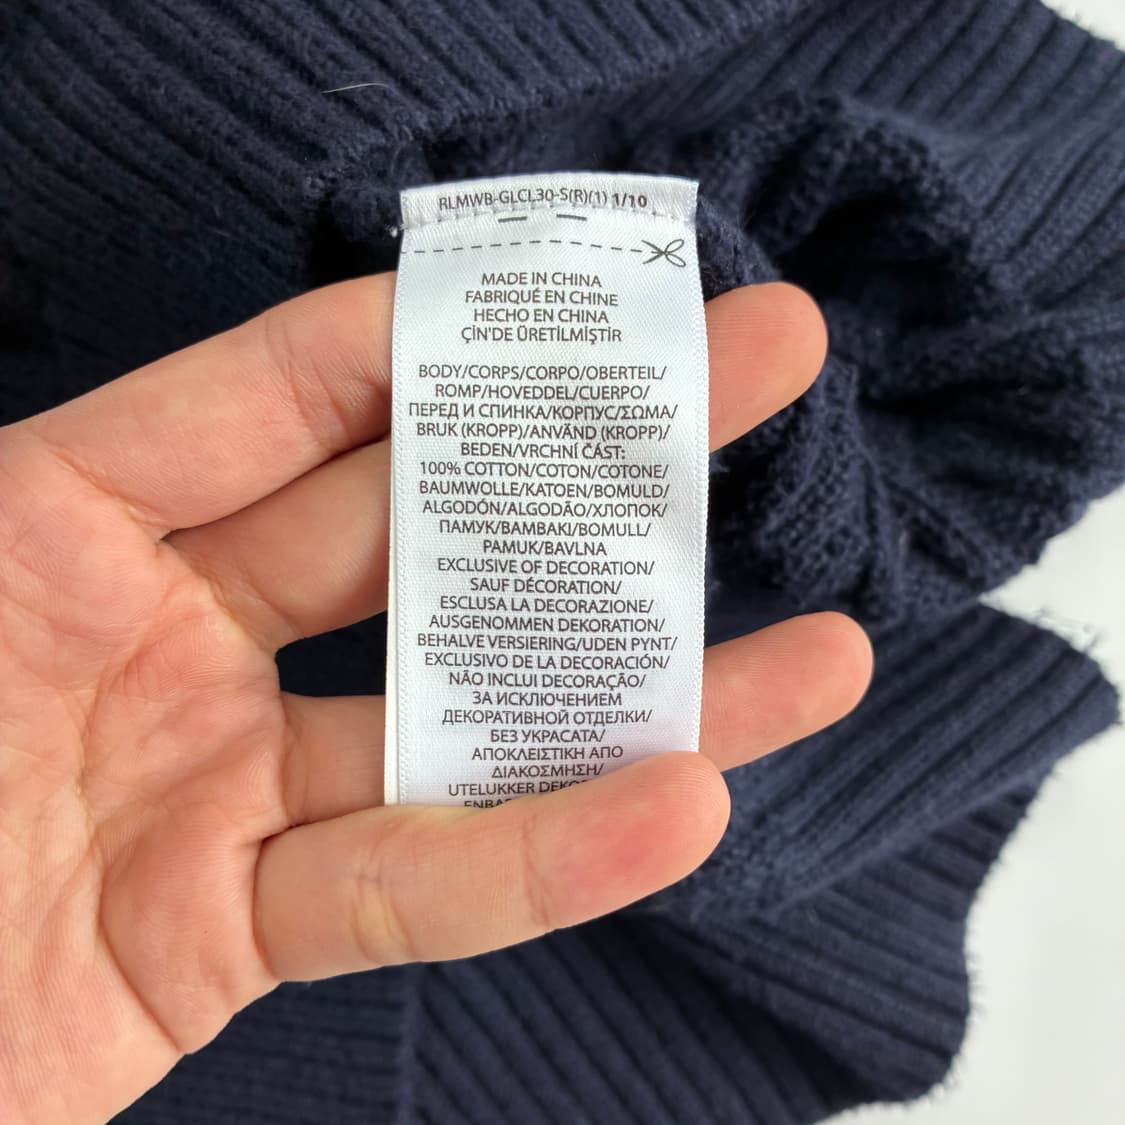 RLMWB-GLCL30-S(R)(1) 1/10
MADE IN CHINA
FABRIQUÉ EN CHINE
HECHO EN CHINA
ÇİN'DE ÜRETİLMİŞTİR
BODY/CORPS/CORPO/OBERTEIL/
ROMP/HOVEDDEL/CUERPO/
ПЕРЕД И СПИНКА/КОРПУС/ΣΩΜΑ/
BRUK (KROPP)/ANVÄND (KROPP)/
BEDEN/VRCHNÍ ČÁST:
100% COTTON/COTON/COTONE/
BAUMWOLLE/KATOEN/BOMULD/
ALGODÓN/ALGODÃO/ХЛОПОК/
ПАМУК/ΒΑΜΒΑΚΙ/BOMULL/
PAMUK/BAVLNA
EXCLUSIVE OF DECORATION/
SAUF DÉCORATION/
ESCLUSA LA DECORAZIONE/
AUSGENOMMEN DEKORATION/
BEHALVE VERSIERING/UDEN PYNT/
EXCLUSIVO DE LA DECORACIÓN/
NÃO INCLUI DECORAÇÃO/
ЗА ИСКЛЮЧЕНИЕМ
ДЕКОРАТИВНОЙ ОТДЕЛКИ/
БЕЗ УКРАСАТА/
ΑΠΟΚΛΕΙΣΤΙΚΗ ΑΠΟ
ΔΙΑΚΟΣΜΗΣΗ/
UTELUKKER